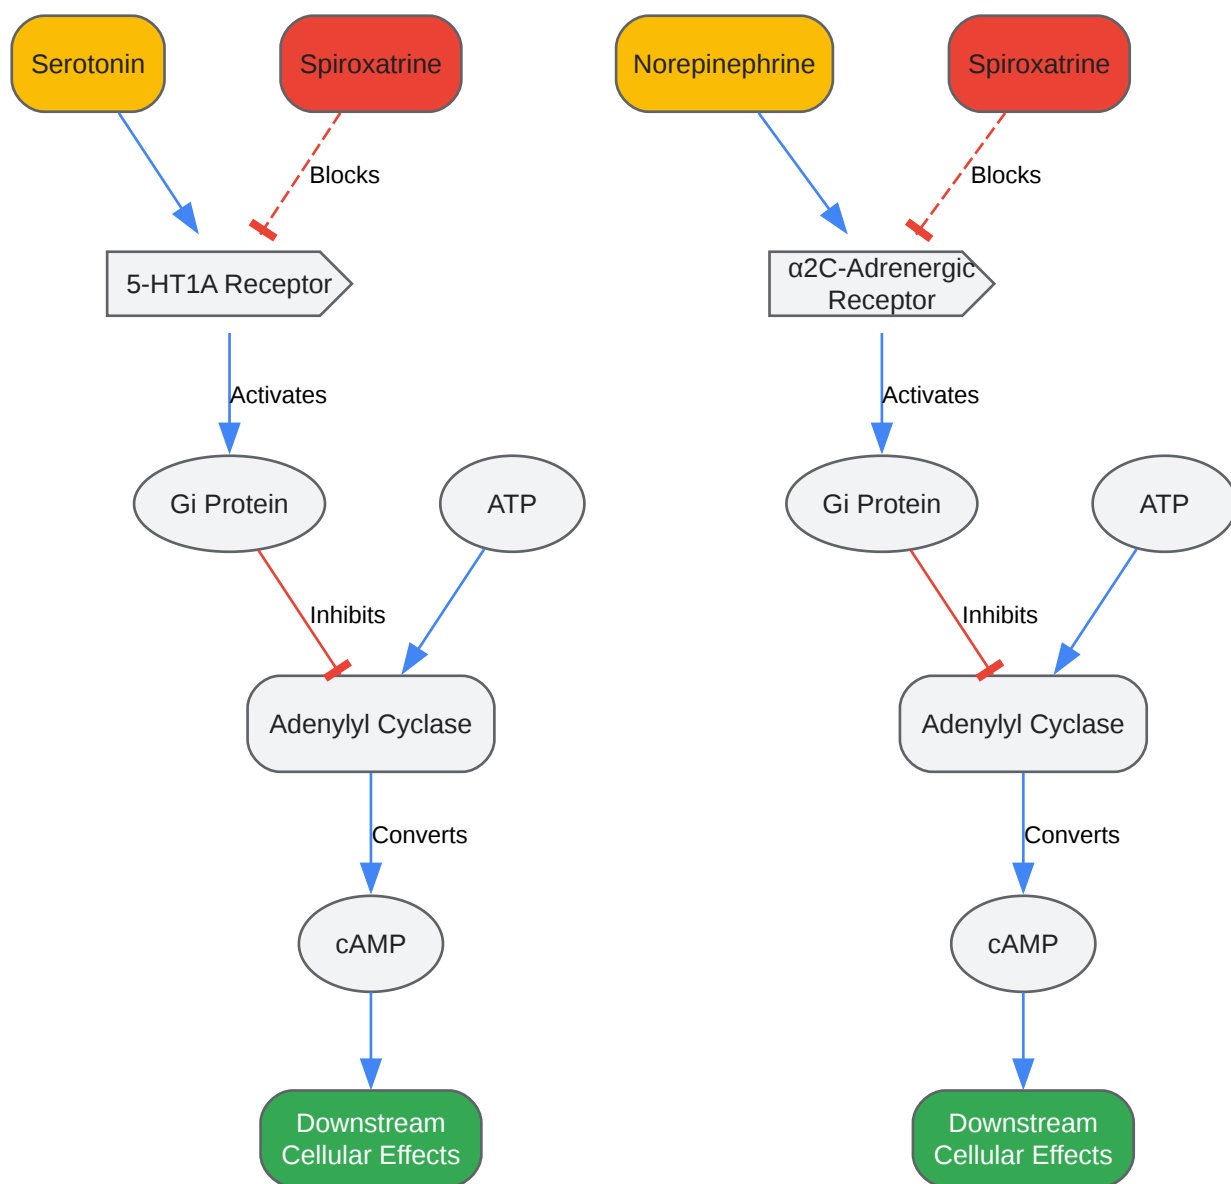 Serotonin
Spiroxatrine
Blocks
5-HT1A Receptor
Activates
Gi Protein
ATP
Inhibits
Adenylyl Cyclase
Converts
cAMP
Downstream
Cellular Effects
Norepinephrine
Spiroxatrine
Blocks
α2C-Adrenergic
Receptor
Activates
Gi Protein
ATP
Inhibits
Adenylyl Cyclase
Converts
cAMP
Downstream
Cellular Effects